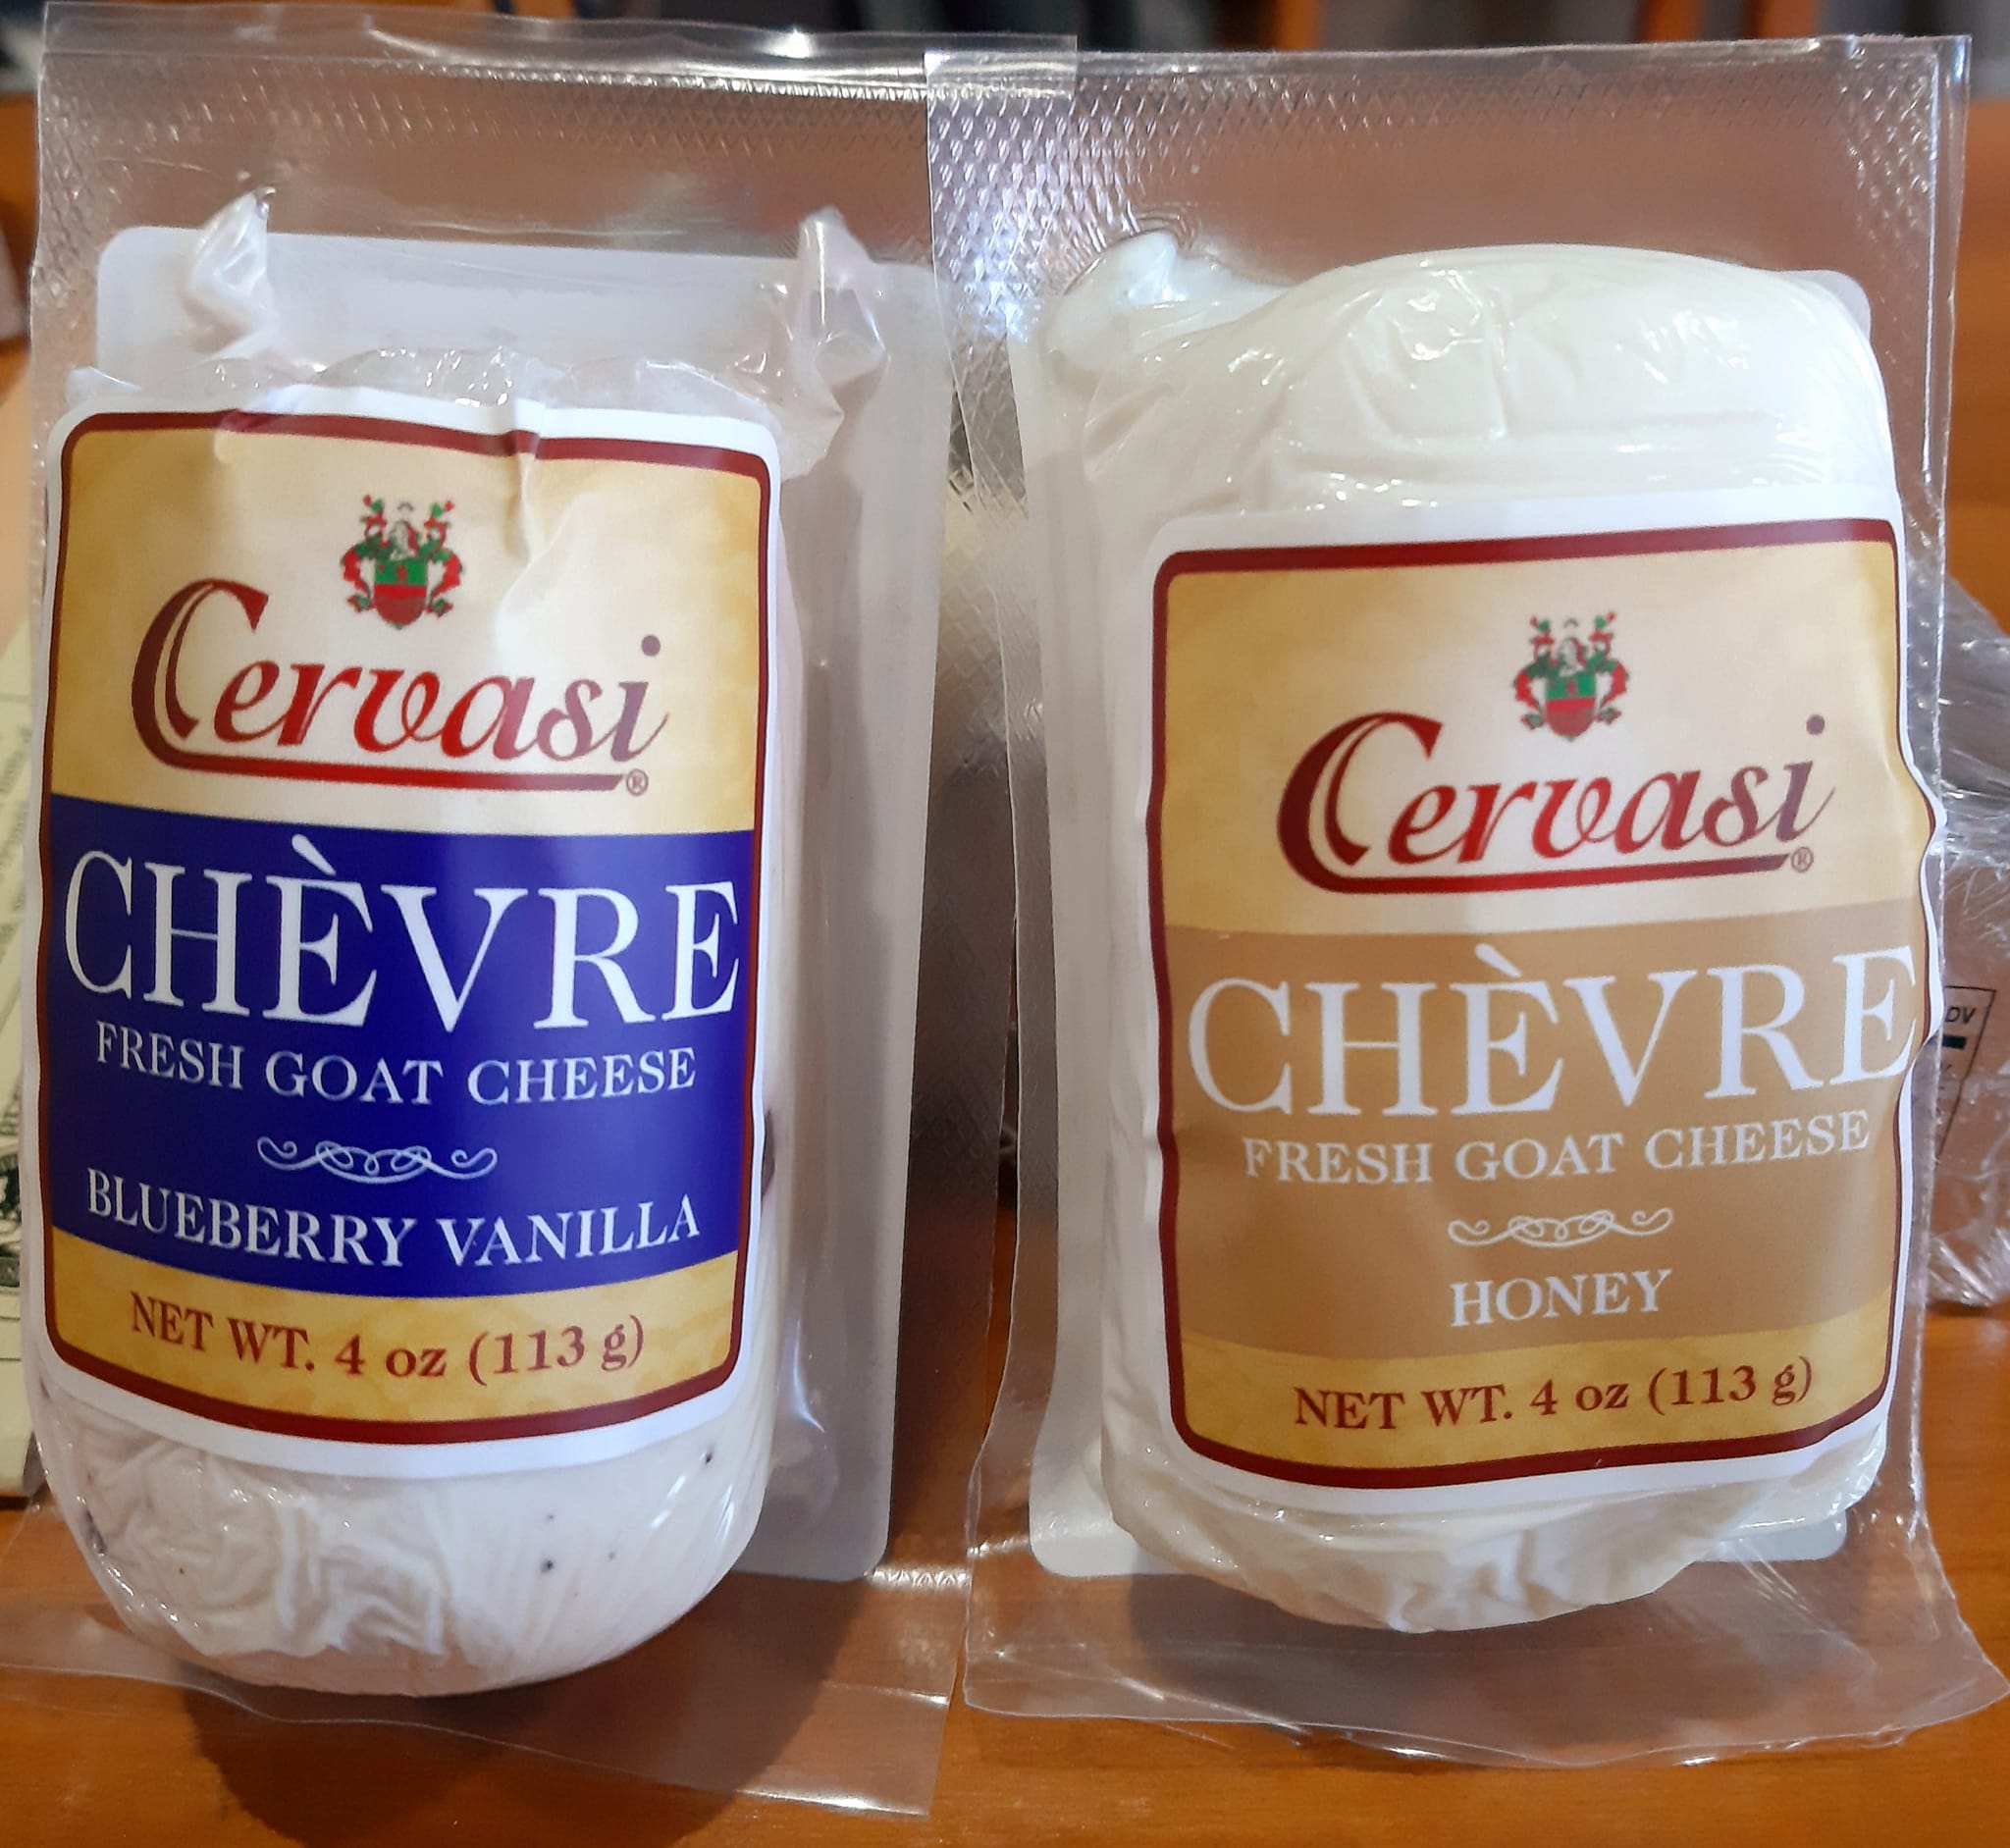 Cervasi®
CHÈVRE
FRESH GOAT CHEESE
BLUEBERRY VANILLA
NET WT. 4 oz (113 g)
Cervasi®
CHÈVRE
FRESH GOAT CHEESE
HONEY
NET WT. 4 oz (113 g)
DV